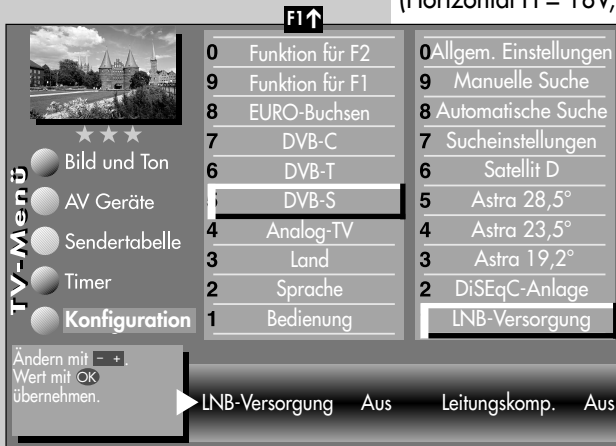 (Horizontal H = 18V,
F1↑
TV-Menü
Bild und Ton
AV Geräte
Sendertabelle
Timer
Konfiguration
0 Funktion für F2
9 Funktion für F1
8 EURO-Buchsen
7 DVB-C
6 DVB-T
5 DVB-S
4 Analog-TV
3 Land
2 Sprache
1 Bedienung
0 Allgem. Einstellungen
9 Manuelle Suche
8 Automatische Suche
7 Sucheinstellungen
6 Satellit D
5 Astra 28,5°
4 Astra 23,5°
3 Astra 19,2°
2 DiSEqC-Anlage
LNB-Versorgung
Ändern mit - +.
Wert mit OK
übernehmen.
LNB-Versorgung Aus Leitungskomp. Aus